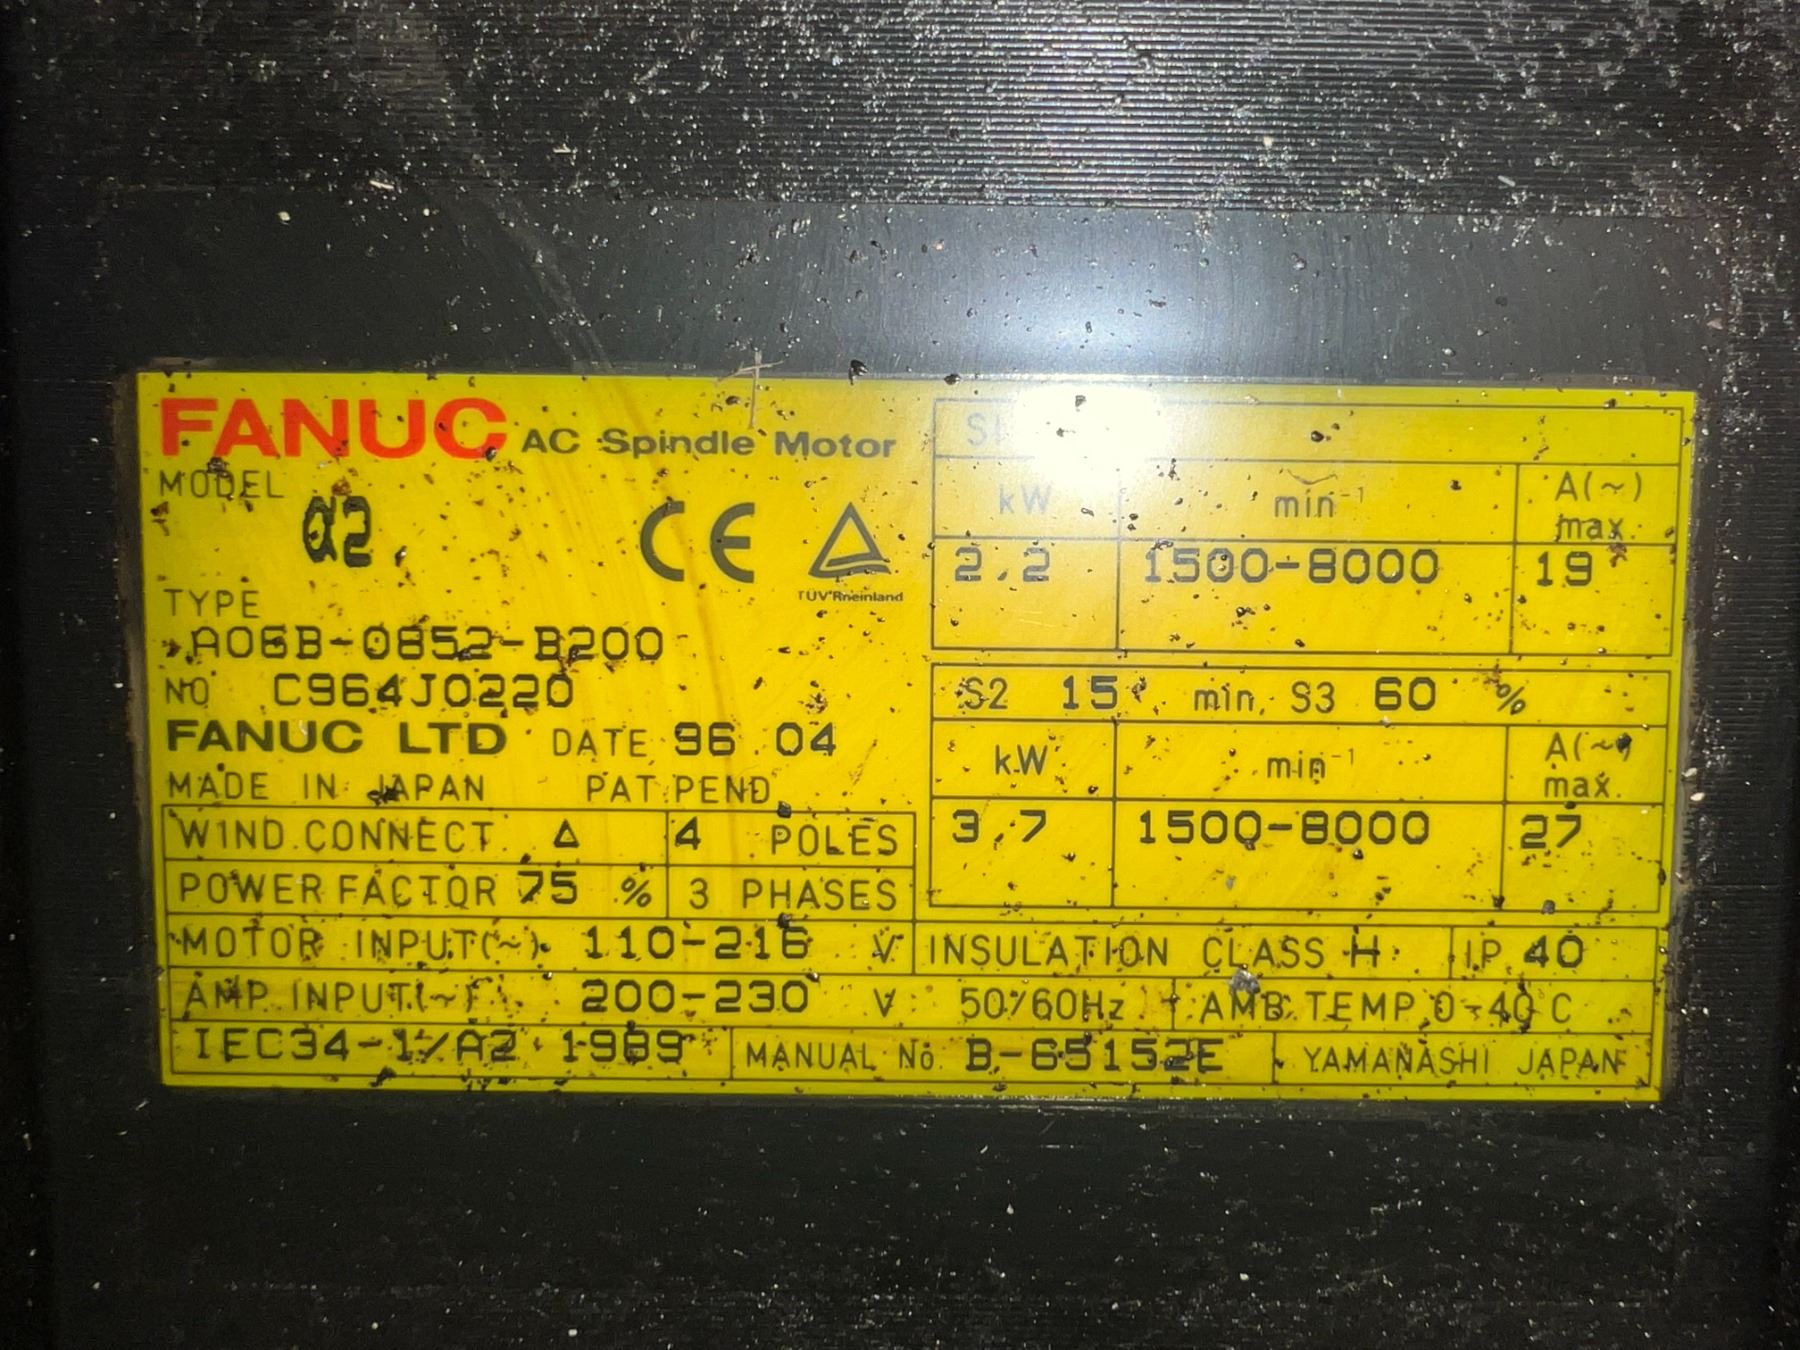 FANUC AC Spindle Motor
MODEL
α2
CE
TÜV Rheinland
TYPE
A06B-0852-B200
NO C964J0220
FANUC LTD DATE 96.04
MADE IN JAPAN PAT.PEND.
WIND.CONNECT. Δ 4 POLES
POWER FACTOR 75 % 3 PHASES
MOTOR INPUT(~) 110-216 V
AMP.INPUT(~) 200-230 V 50/60Hz AMB.TEMP.0-40 C
IEC34-1/A2 1989 MANUAL No. B-65152E YAMANASHI JAPAN
kW min-1 A(~) max.
2.2 1500-8000 19
S2 15 min, S3 60 %
kW min-1 A(~) max.
3.7 1500-8000 27
INSULATION CLASS H IP 40